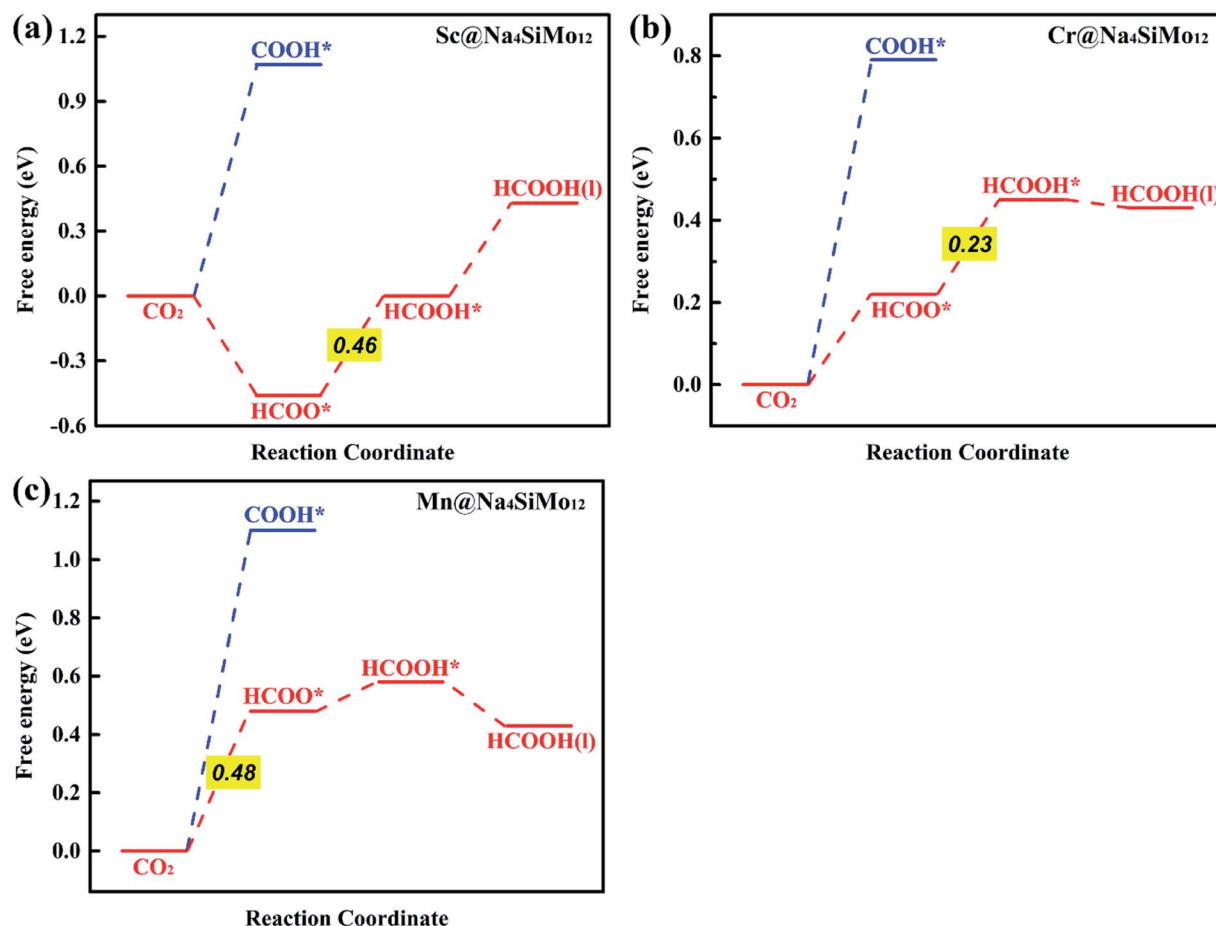 (a)
Sc@Na₄SiMo₁₂
Free energy (eV)
1.2
0.9
0.6
0.3
0.0
-0.3
-0.6
COOH*
CO₂
HCOO*
0.46
HCOOH*
HCOOH(l)
Reaction Coordinate
(b)
Cr@Na₄SiMo₁₂
Free energy (eV)
0.8
0.6
0.4
0.2
0.0
COOH*
CO₂
HCOO*
0.23
HCOOH*
HCOOH(l)
Reaction Coordinate
(c)
Mn@Na₄SiMo₁₂
Free energy (eV)
1.2
1.0
0.8
0.6
0.4
0.2
0.0
COOH*
CO₂
0.48
HCOO*
HCOOH*
HCOOH(l)
Reaction Coordinate